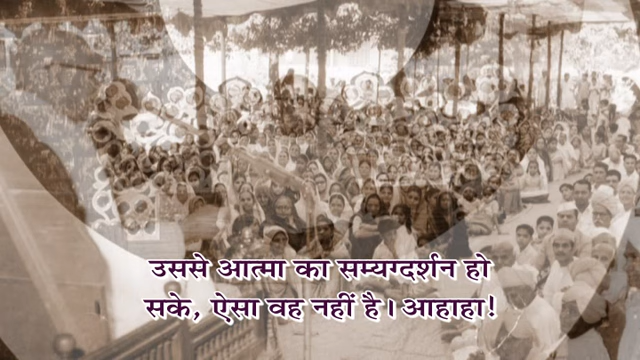 उससे आत्मा का सम्यग्दर्शन हो
सके, ऐसा वह नहीं है। आहाहा!